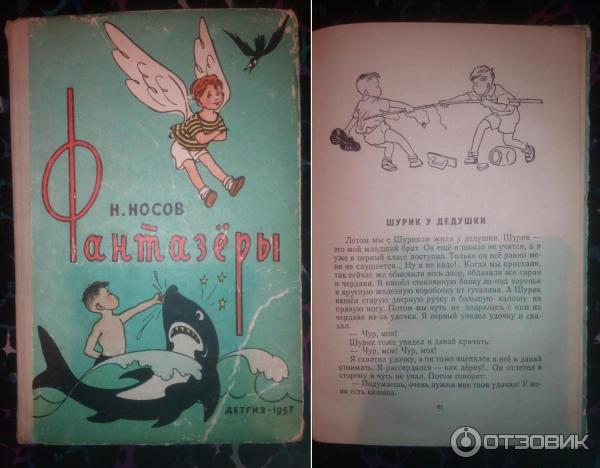 Н. НОСОВ
Фантазёры
ДЕТГИЗ-1957
ШУРИК У ДЕДУШКИ
Летом мы с Шуриком жили у дедушки. Шурик —
это мой младший брат. Он ещё в школе не учится, а я
уже в первый класс поступил. Только он всё равно ме-
ня не слушается... Ну и не надо!.. Когда мы приехали,
так сейчас же обыскали весь двор, облазили все сараи
и чердаки. Я нашёл стеклянную банку из-под варенья
и круглую железную коробочку от гуталина. А Шурик
нашёл старую дверную ручку и большую калошу на
правую ногу. Потом мы чуть не подрались с ним на
чердаке из-за удочки. Я первый увидел удочку и ска-
зал:
— Чур, моя!
Шурик тоже увидел и давай кричать:
— Чур, моя! Чур, моя!
Я схватил удочку, а он тоже вцепился в неё и давай
отнимать. Я рассердился — как дёрну!.. Он отлетел в
сторону и чуть не упал. Потом говорит:
— Подумаешь, очень нужна мне твоя удочка! У ме-
ня есть калоша.
61
ОТЗОВИК